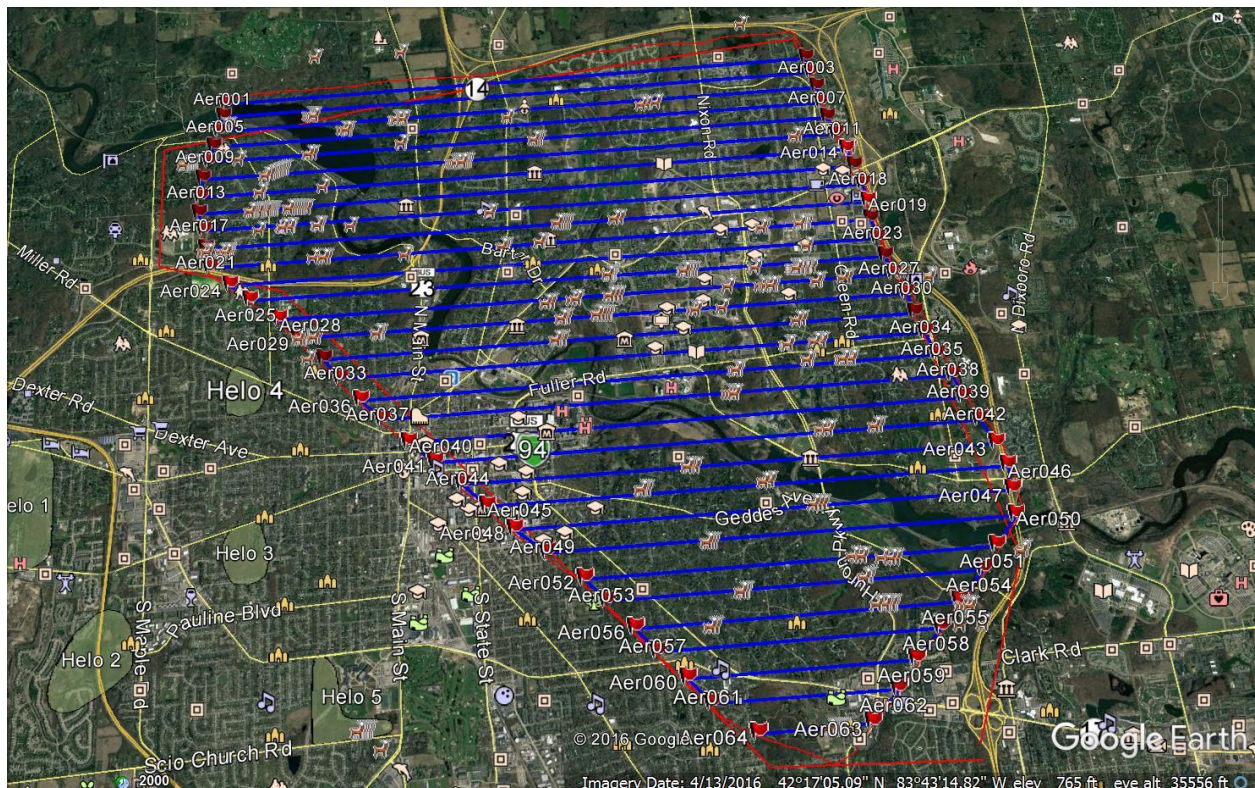 14
Aer003
Aer001
Aer007
Nixon Rd
Aer005
Aer011
Aer009
Aer014
Aer013
Aer018
Aer019
Aer017
Aer023
Miller Rd
Aer021
Aer027
Green Rd
Dixboro Rd
Aer024
23
Aer030
Aer025
N Main St
Aer028
Aer034
Aer029
Aer035
Aer033
Aer038
Fuller Rd
Helo 4
Aer039
Dexter Rd
Aer036
Aer037
Aer042
Dexter Ave
Aer040
94
Aer043
Aer041
Aer046
Aer044
Aer047
elo 1
Aer045
Geddes Ave
Aer050
Aer048
Helo 3
Aer049
Huron Pkwy
Aer051
Aer052
Aer054
Aer053
S Maple Rd
Pauline Blvd
S Main St
S State St
Aer055
Aer056
Aer057
Aer058
Clark Rd
Helo 2
Aer059
Aer060
Helo 5
Aer061
Aer062
Aer063
Aer064
© 2016 Google
Google Earth
Scio Church Rd
2000
Imagery Date: 4/13/2016 42°17'05.09" N 83°43'14.82" W elev 765 ft eye alt 35556 ft